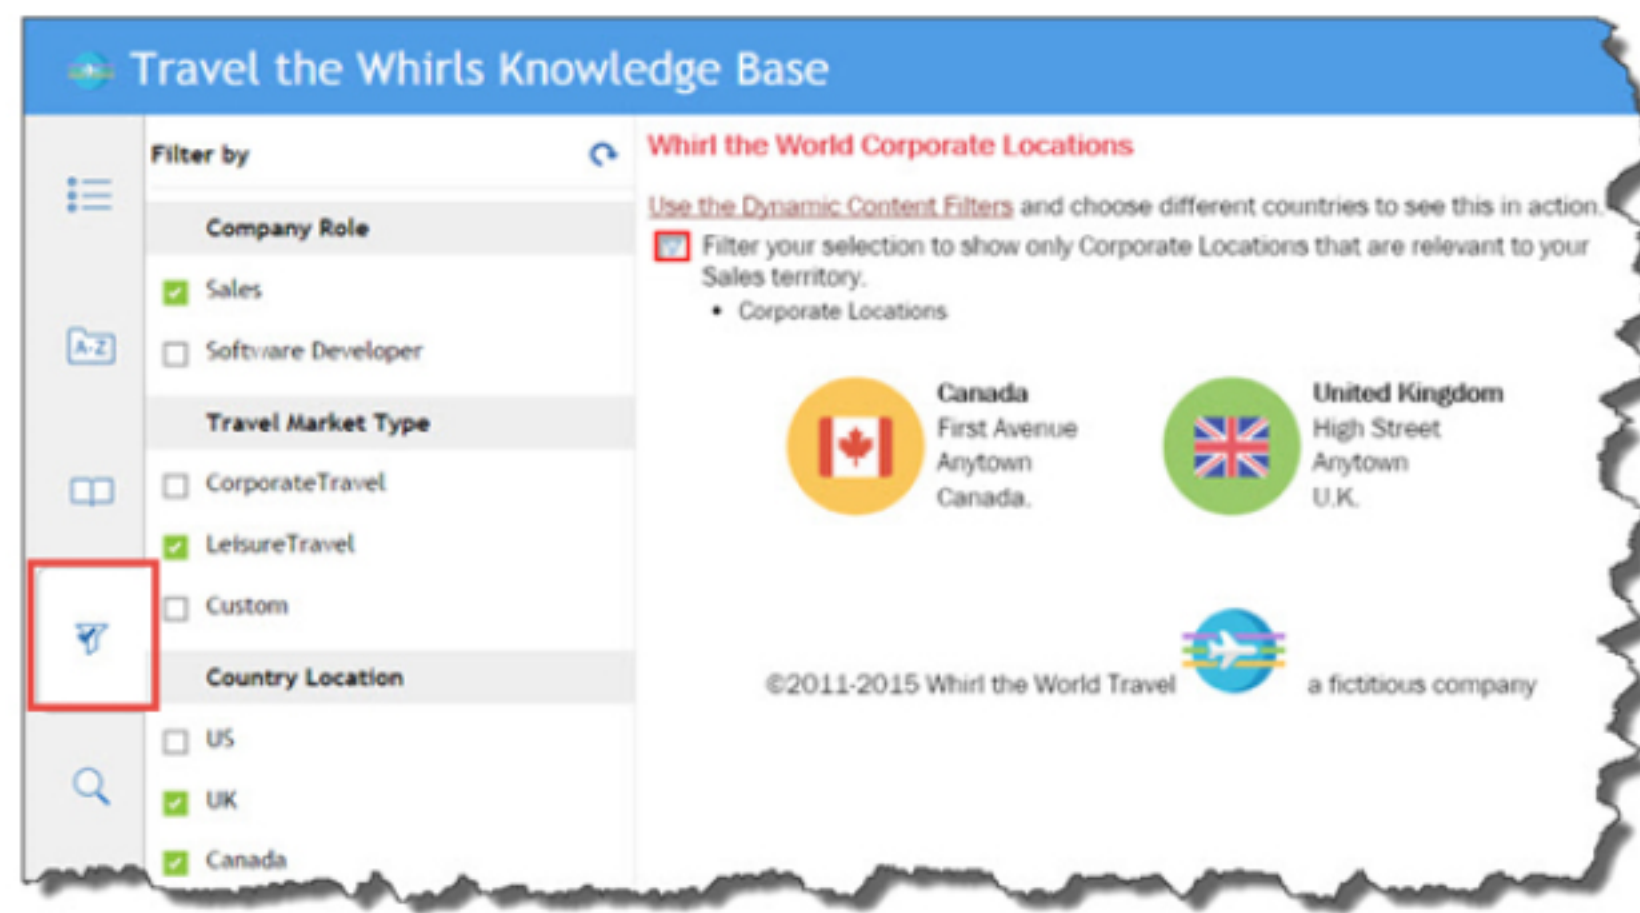 Travel the Whirls Knowledge Base
Filter by
Company Role
Sales
Software Developer
Travel Market Type
CorporateTravel
LeisureTravel
Custom
Country Location
US
UK
Canada
A-Z
Whirl the World Corporate Locations
Use the Dynamic Content Filters and choose different countries to see this in action.
Filter your selection to show only Corporate Locations that are relevant to your
Sales territory.
• Corporate Locations
Canada
First Avenue
Anytown
Canada.
United Kingdom
High Street
Anytown
U.K.
©2011-2015 Whirl the World Travel a fictitious company